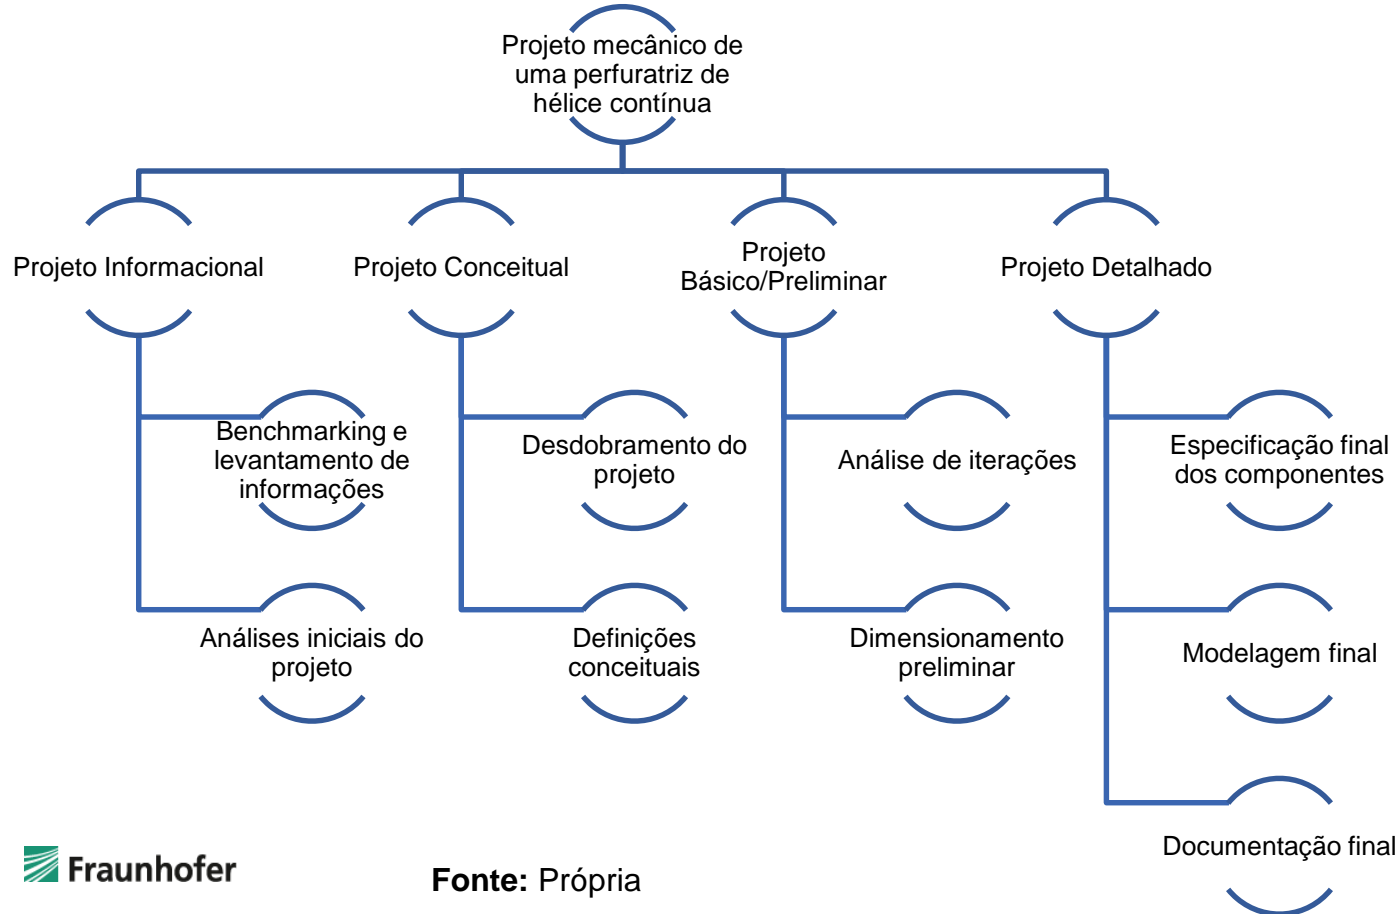 Projeto mecânico de
uma perfuratriz de
hélice contínua
Projeto Informacional
Projeto Conceitual
Projeto
Básico/Preliminar
Projeto Detalhado
Benchmarking e
levantamento de
informações
Desdobramento do
projeto
Análise de iterações
Especificação final
dos componentes
Análises iniciais do
projeto
Definições
conceituais
Dimensionamento
preliminar
Modelagem final
Documentação final
Fraunhofer
Fonte: Própria